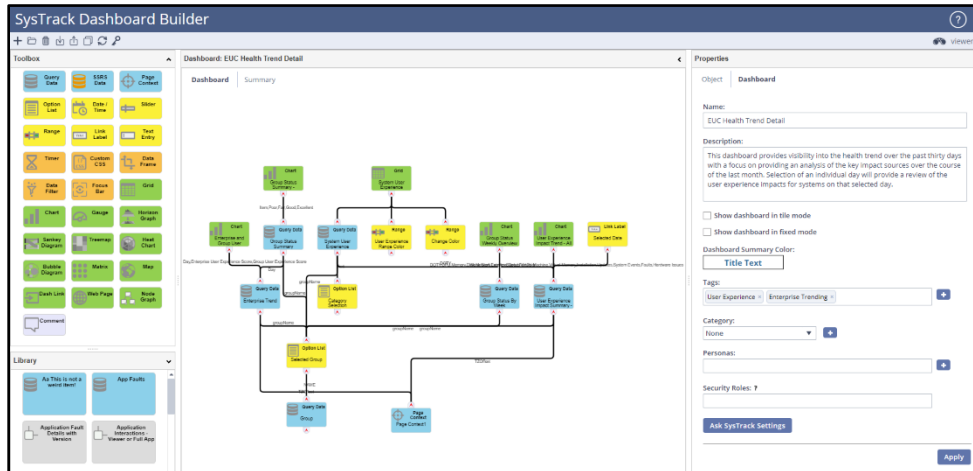 SysTrack Dashboard Builder
?
viewer
Toolbox
Query Data
SSRS Data
Page Context
Option List
Date / Time
Slider
Range
Link Label
Text Entry
Timer
Custom CSS
Data Frame
Data Filter
Focus Bar
Grid
Chart
Gauge
Horizon Graph
Sankey Diagram
Treemap
Heat Chart
Bubble Diagram
Matrix
Map
Dash Link
Web Page
Node Graph
Comment
Library
Aa This is not a weird item!
App Faults
Application Fault Details with Version
Application Interactions - Viewer or Full App
Dashboard: EUC Health Trend Detail
Dashboard
Summary
Chart
Group Status Summary -
Grid
System User Experience
Chart
Enterprise and Group User
Query Data
Group Status Summary
Query Data
System User Experience
Range
User Experience Range Color
Range
Change Color
Chart
Group Status Weekly Overview
Chart
User Experience Impact Trend - All
Link Label
Selected Date
Query Data
Enterprise Trend
Option List
Category Selection
Query Data
Group Status By Week
Query Data
User Experience Impact Summary -
groupName
groupName
groupName
groupName
Option List
Selected Group
Query Data
Group
Page Context
Page Context1
Properties
Object
Dashboard
Name:
EUC Health Trend Detail
Description:
This dashboard provides visibility into the health trend over the past thirty days
with a focus on providing an analysis of the key impact sources over the course
of the last month. Selection of an individual day will provide a review of the
user experience impacts for systems on that selected day.
Show dashboard in tile mode
Show dashboard in fixed mode
Dashboard Summary Color:
Title Text
Tags:
User Experience ×
Enterprise Trending ×
Category:
None
Personas:
Security Roles: ?
Ask SysTrack Settings
Apply